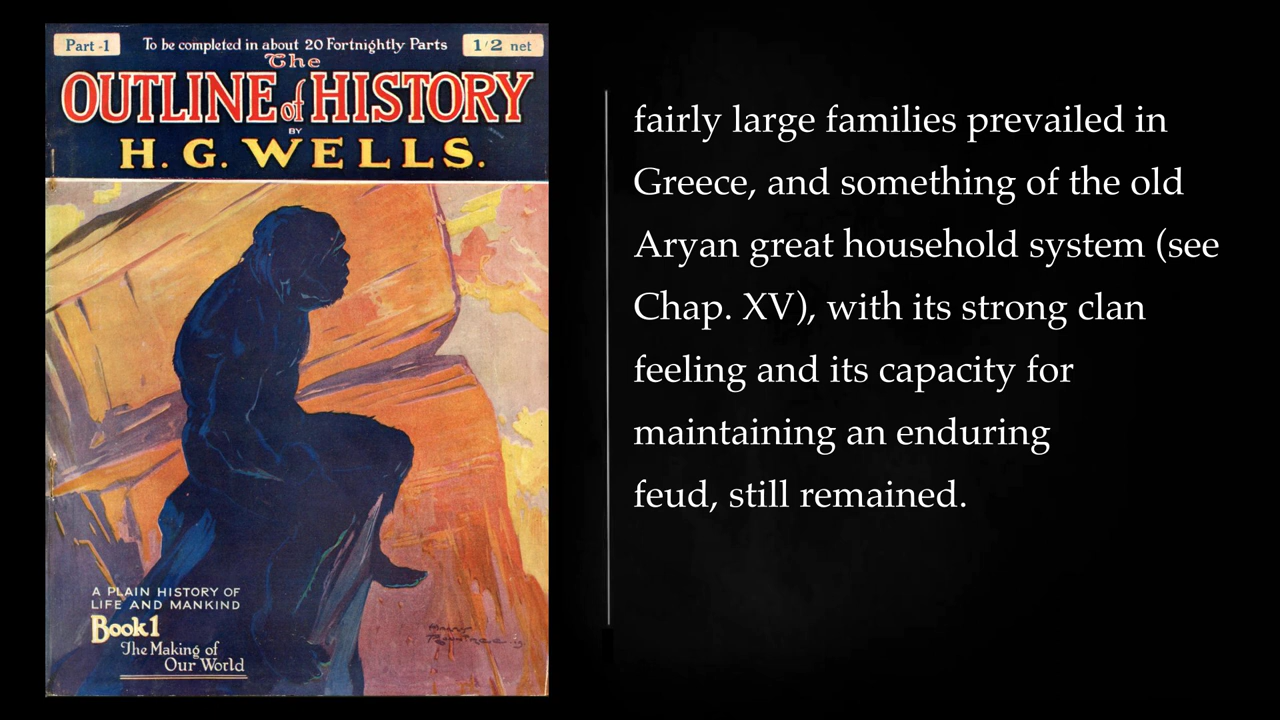 Part -1
To be completed in about 20 Fortnightly Parts
1/2 net
The
OUTLINE of HISTORY
BY
H. G. WELLS.
A PLAIN HISTORY OF
LIFE AND MANKIND
Book 1
The Making of
Our World
fairly large families prevailed in
Greece, and something of the old
Aryan great household system (see
Chap. XV), with its strong clan
feeling and its capacity for
maintaining an enduring
feud, still remained.